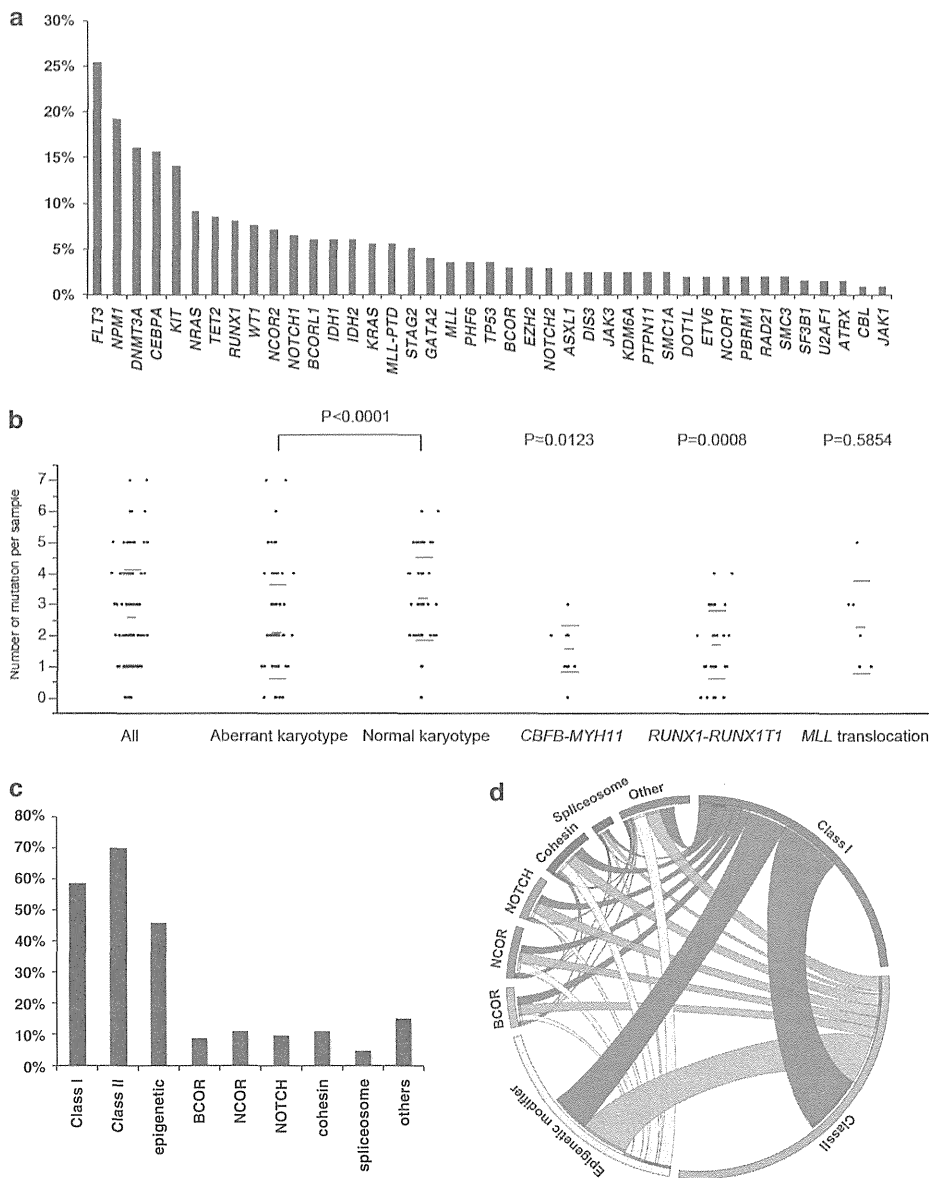 a
30%
25%
20%
15%
10%
5%
0%
FLT3
NPM1
DNMT3A
CEBPA
KIT
NRAS
TET2
RUNX1
WT1
NCOR2
NOTCH1
BCORL1
IDH1
IDH2
KRAS
MLL-PTD
STAG2
GATA2
MLL
PHF6
TP53
BCOR
EZH2
NOTCH2
ASXL1
DIS3
JAK3
KDM6A
PTPN11
SMC1A
DOT1L
ETV6
NCOR1
PBRM1
RAD21
SMC3
SF3B1
U2AF1
ATRX
CBL
JAK1
b
P<0.0001
P=0.0123
P=0.0008
P=0.5854
Number of mutation per sample
7
6
5
4
3
2
1
0
All
Aberrant karyotype
Normal karyotype
CBFB-MYH11
RUNX1-RUNX1T1
MLL translocation
c
80%
70%
60%
50%
40%
30%
20%
10%
0%
Class I
Class II
epigenetic
BCOR
NCOR
NOTCH
cohesin
spliceosome
others
d
Spliceosome
Other
Class I
Cohesin
NOTCH
NCOR
BCOR
Epigenetic modifier
Class II